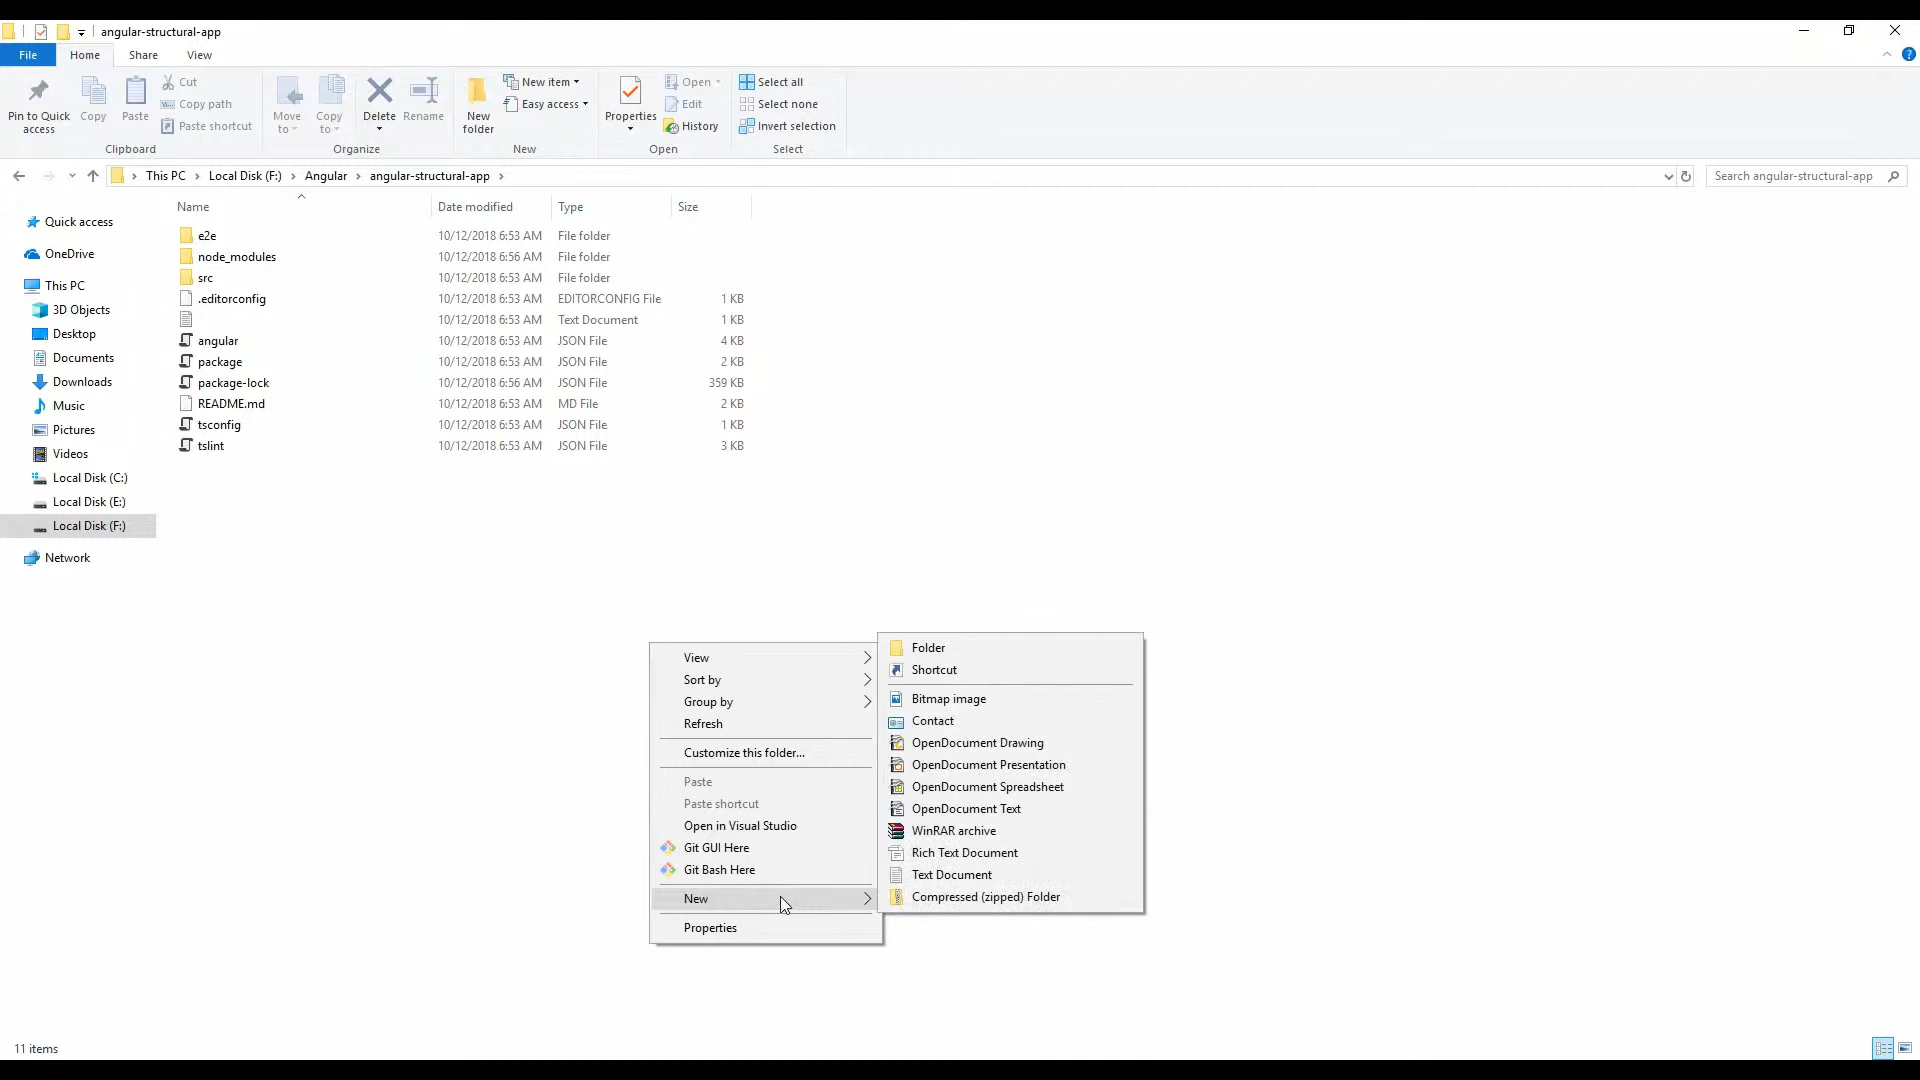 angular-structural-app
File Home Share View
Pin to Quick access
Copy
Paste
Cut
Copy path
Paste shortcut
Clipboard
Move to
Copy to
Delete
Rename
Organize
New folder
New item
Easy access
New
Properties
Open
Edit
History
Open
Select all
Select none
Invert selection
Select
This PC > Local Disk (F:) > Angular > angular-structural-app >
Search angular-structural-app
Quick access
OneDrive
This PC
3D Objects
Desktop
Documents
Downloads
Music
Pictures
Videos
Local Disk (C:)
Local Disk (E:)
Local Disk (F:)
Network
Name Date modified Type Size
e2e 10/12/2018 6:53 AM File folder
node_modules 10/12/2018 6:56 AM File folder
src 10/12/2018 6:53 AM File folder
.editorconfig 10/12/2018 6:53 AM EDITORCONFIG File 1 KB
10/12/2018 6:53 AM Text Document 1 KB
angular 10/12/2018 6:53 AM JSON File 4 KB
package 10/12/2018 6:53 AM JSON File 2 KB
package-lock 10/12/2018 6:56 AM JSON File 359 KB
README.md 10/12/2018 6:53 AM MD File 2 KB
tsconfig 10/12/2018 6:53 AM JSON File 1 KB
tslint 10/12/2018 6:53 AM JSON File 3 KB
View
Sort by
Group by
Refresh
Customize this folder...
Paste
Paste shortcut
Open in Visual Studio
Git GUI Here
Git Bash Here
New
Properties
Folder
Shortcut
Bitmap image
Contact
OpenDocument Drawing
OpenDocument Presentation
OpenDocument Spreadsheet
OpenDocument Text
WinRAR archive
Rich Text Document
Text Document
Compressed (zipped) Folder
11 items